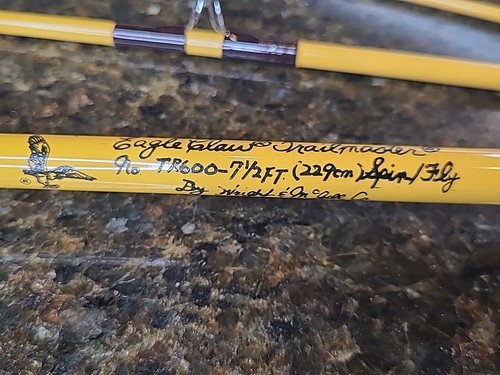 Eagle Claw® Trailmaster®
No TR600-7½FT. (229cm) Spin/Fly
By Wright & McGill Co.